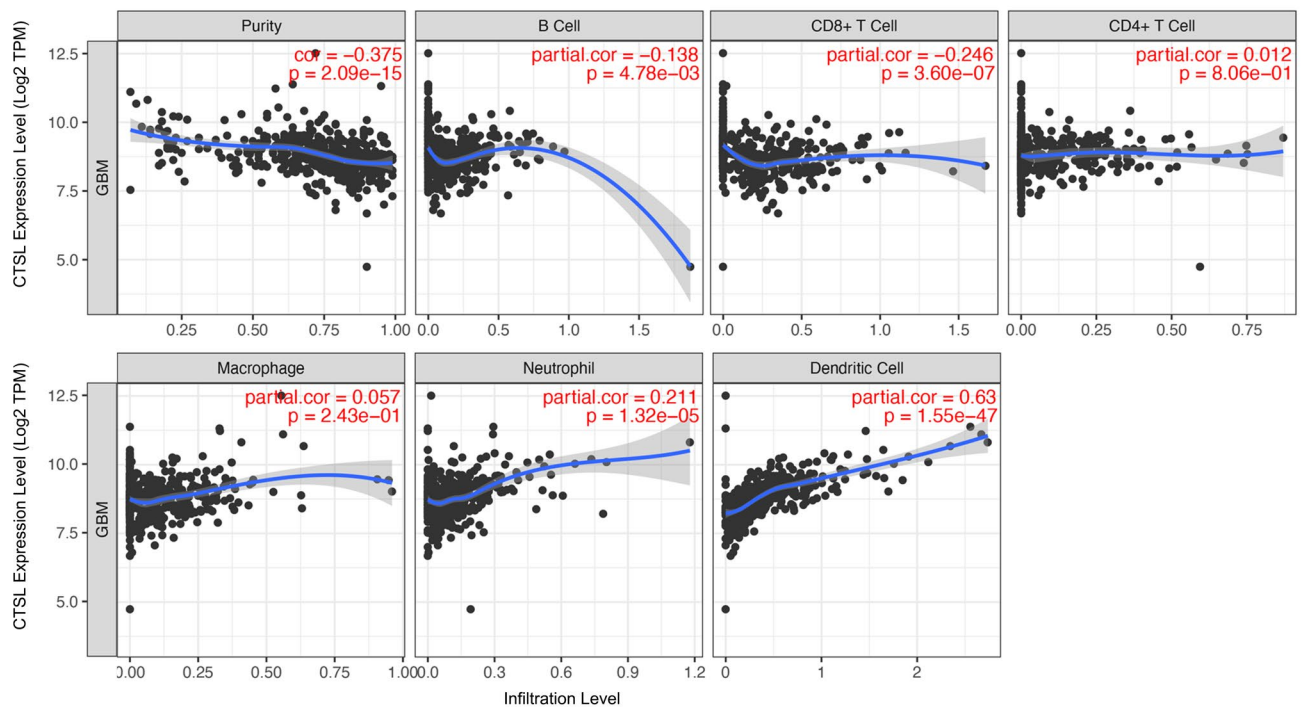 Purity
B Cell
CD8+ T Cell
CD4+ T Cell
CTSL Expression Level (Log2 TPM)
GBM
12.5
10.0
7.5
5.0
cor = −0.375
p = 2.09e−15
partial.cor = −0.138
p = 4.78e−03
partial.cor = −0.246
p = 3.60e−07
partial.cor = 0.012
p = 8.06e−01
0.25 0.50 0.75 1.00
0.0 0.5 1.0 1.5
0.0 0.5 1.0 1.5
0.00 0.25 0.50 0.75
Macrophage
Neutrophil
Dendritic Cell
CTSL Expression Level (Log2 TPM)
GBM
12.5
10.0
7.5
5.0
partial.cor = 0.057
p = 2.43e−01
partial.cor = 0.211
p = 1.32e−05
partial.cor = 0.63
p = 1.55e−47
0.00 0.25 0.50 0.75 1.00
0.0 0.3 0.6 0.9 1.2
0 1 2
Infiltration Level